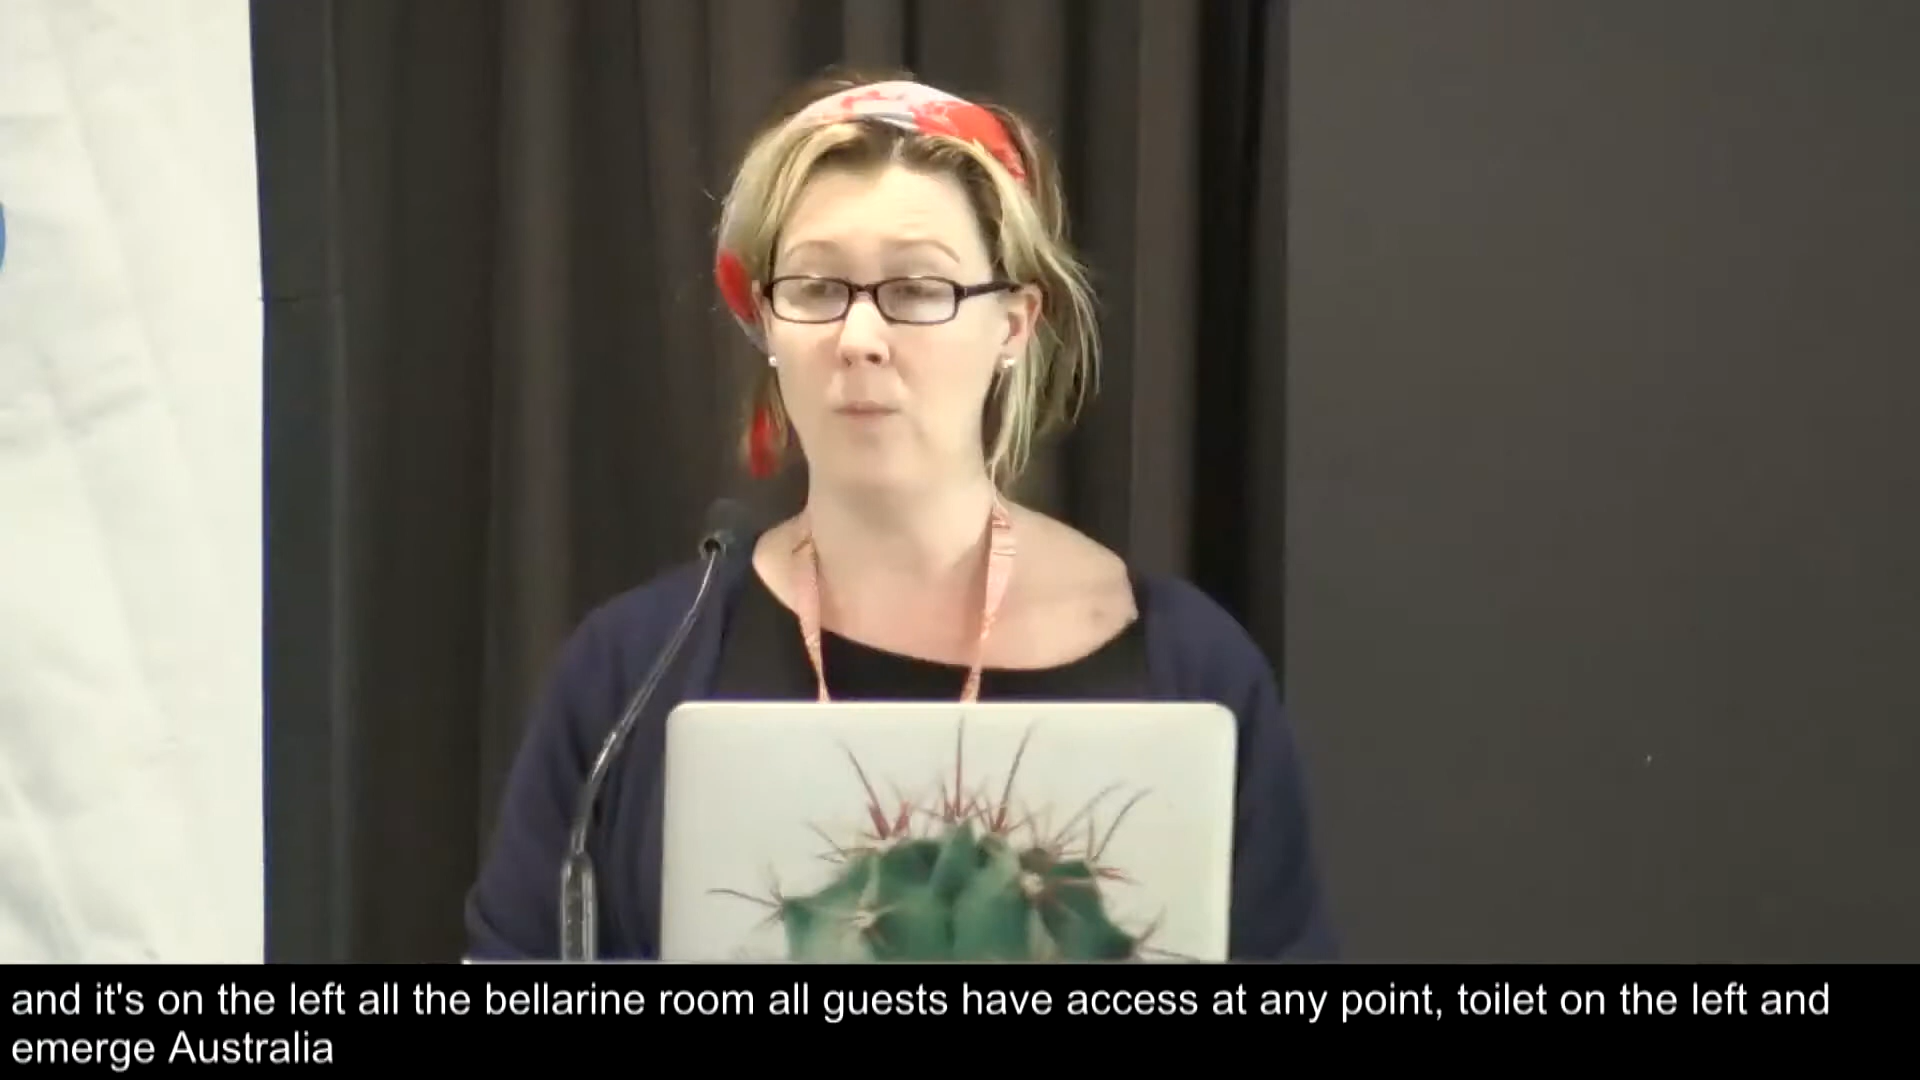 and it's on the left all the bellarine room all guests have access at any point, toilet on the left and
emerge Australia